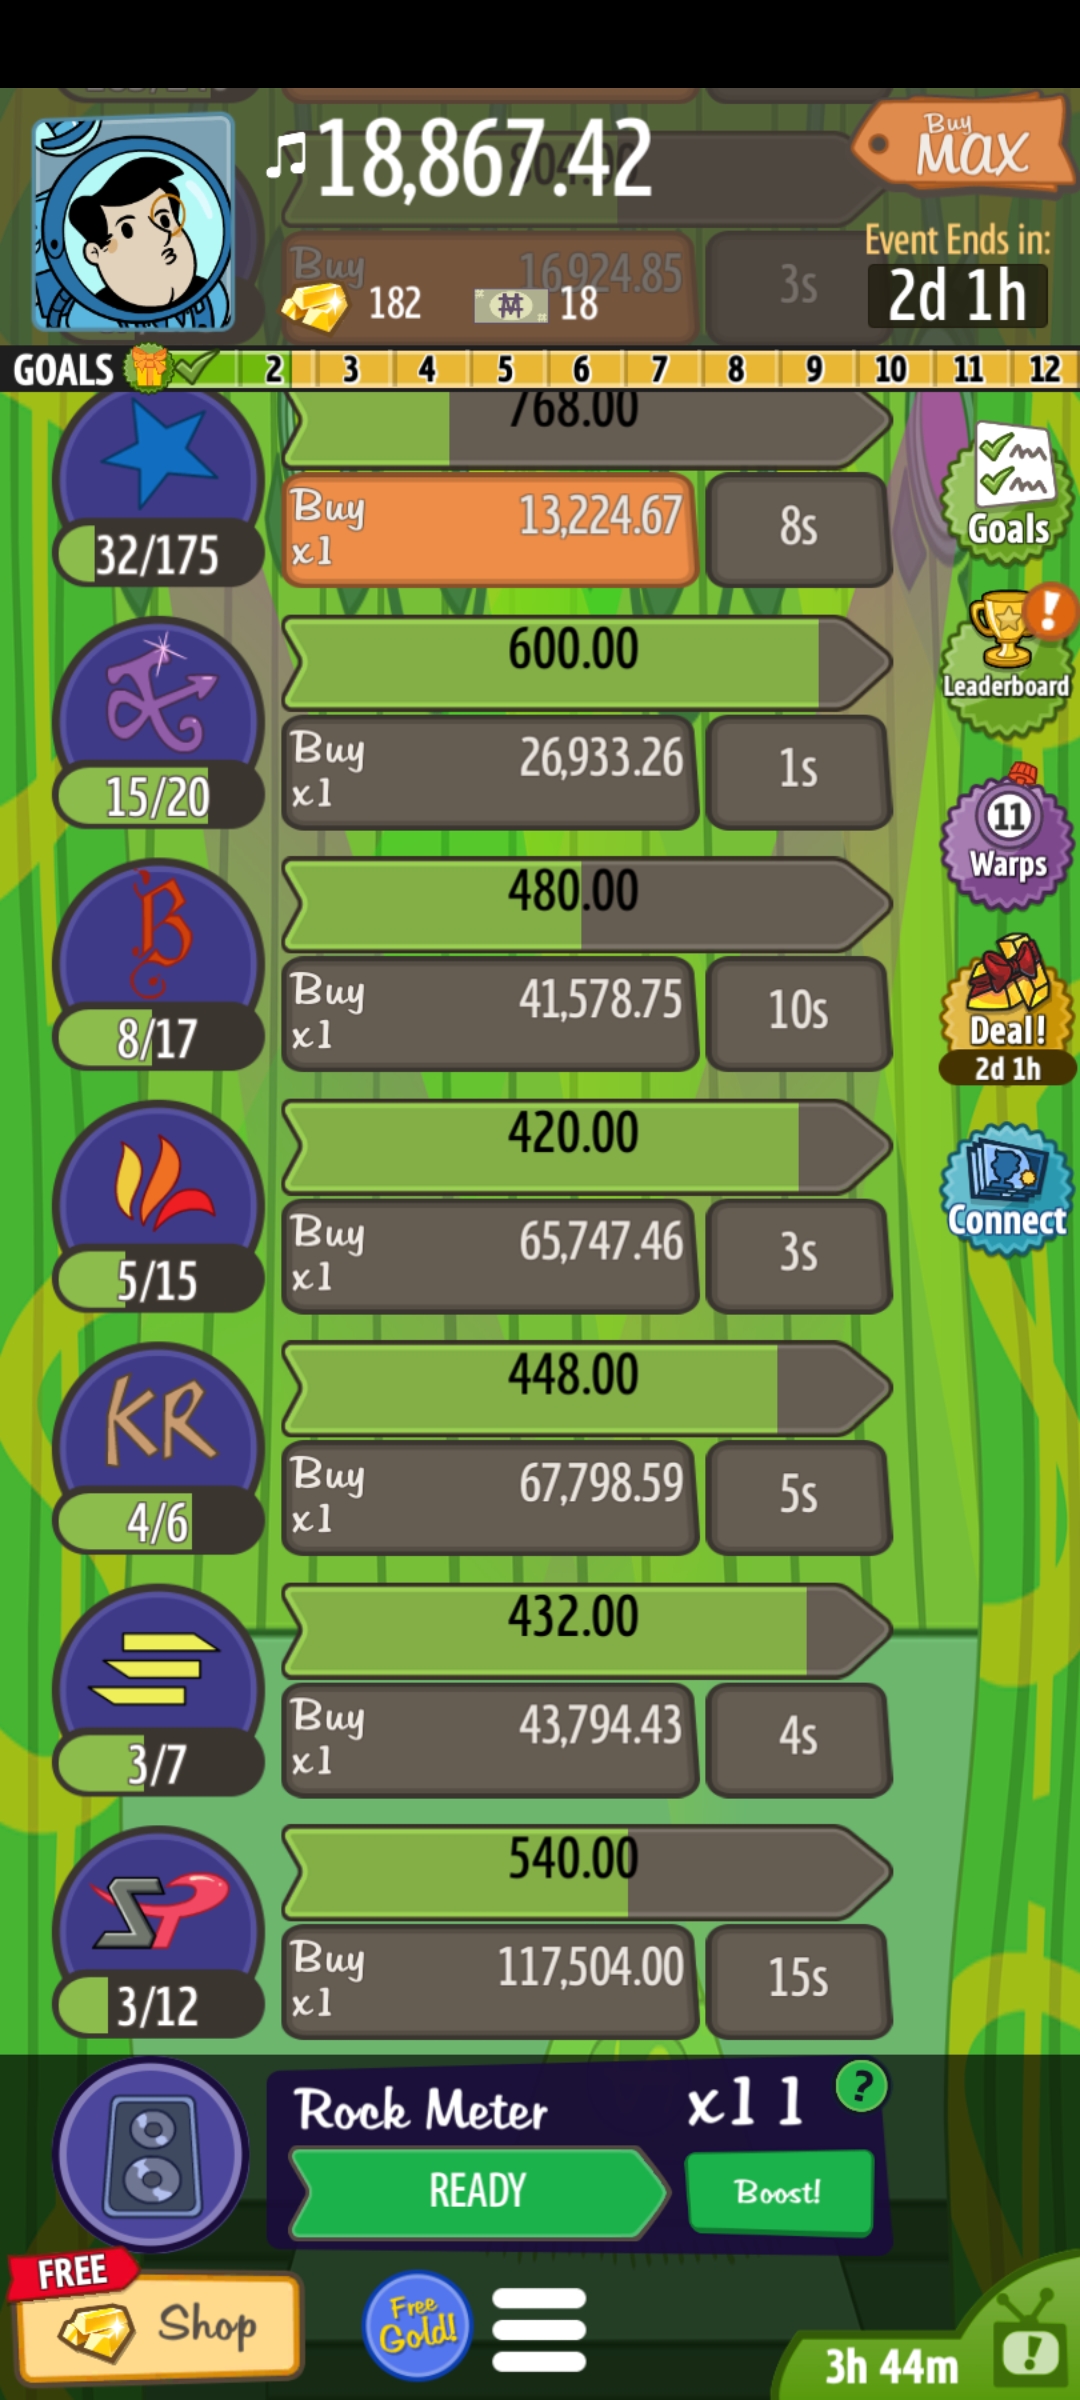 18,867.42
Buy
MAX
804.00
Buy
16,924.85
3s
182
18
Event Ends in:
2d 1h
GOALS 2 3 4 5 6 7 8 9 10 11 12
768.00
32/175
Buy
x1
13,224.67
8s
Goals
600.00
15/20
Buy
x1
26,933.26
1s
!
Leaderboard
480.00
8/17
Buy
x1
41,578.75
10s
11
Warps
Deal!
2d 1h
420.00
5/15
Buy
x1
65,747.46
3s
Connect
448.00
KR
4/6
Buy
x1
67,798.59
5s
432.00
3/7
Buy
x1
43,794.43
4s
540.00
SP
3/12
Buy
x1
117,504.00
15s
Rock Meter
x11
?
READY
Boost!
FREE
Shop
Free
Gold!
3h 44m
!